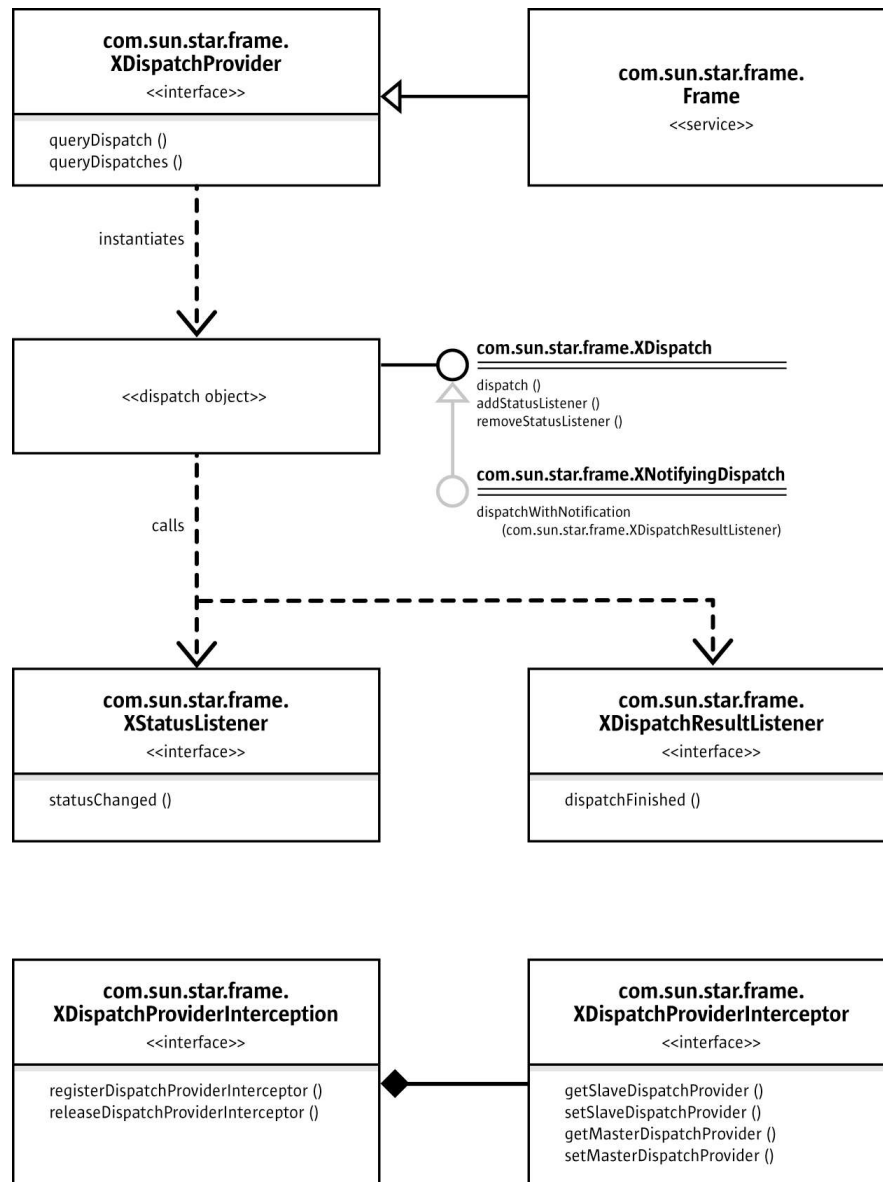 com.sun.star.frame.
XDispatchProvider
<<interface>>
queryDispatch ()
queryDispatches ()
com.sun.star.frame.
Frame
<<service>>
instantiates
<<dispatch object>>
com.sun.star.frame.XDispatch
dispatch ()
addStatusListener ()
removeStatusListener ()
com.sun.star.frame.XNotifyingDispatch
dispatchWithNotification
(com.sun.star.frame.XDispatchResultListener)
calls
com.sun.star.frame.
XStatusListener
<<interface>>
statusChanged ()
com.sun.star.frame.
XDispatchResultListener
<<interface>>
dispatchFinished ()
com.sun.star.frame.
XDispatchProviderInterception
<<interface>>
registerDispatchProviderInterceptor ()
releaseDispatchProviderInterceptor ()
com.sun.star.frame.
XDispatchProviderInterceptor
<<interface>>
getSlaveDispatchProvider ()
setSlaveDispatchProvider ()
getMasterDispatchProvider ()
setMasterDispatchProvider ()